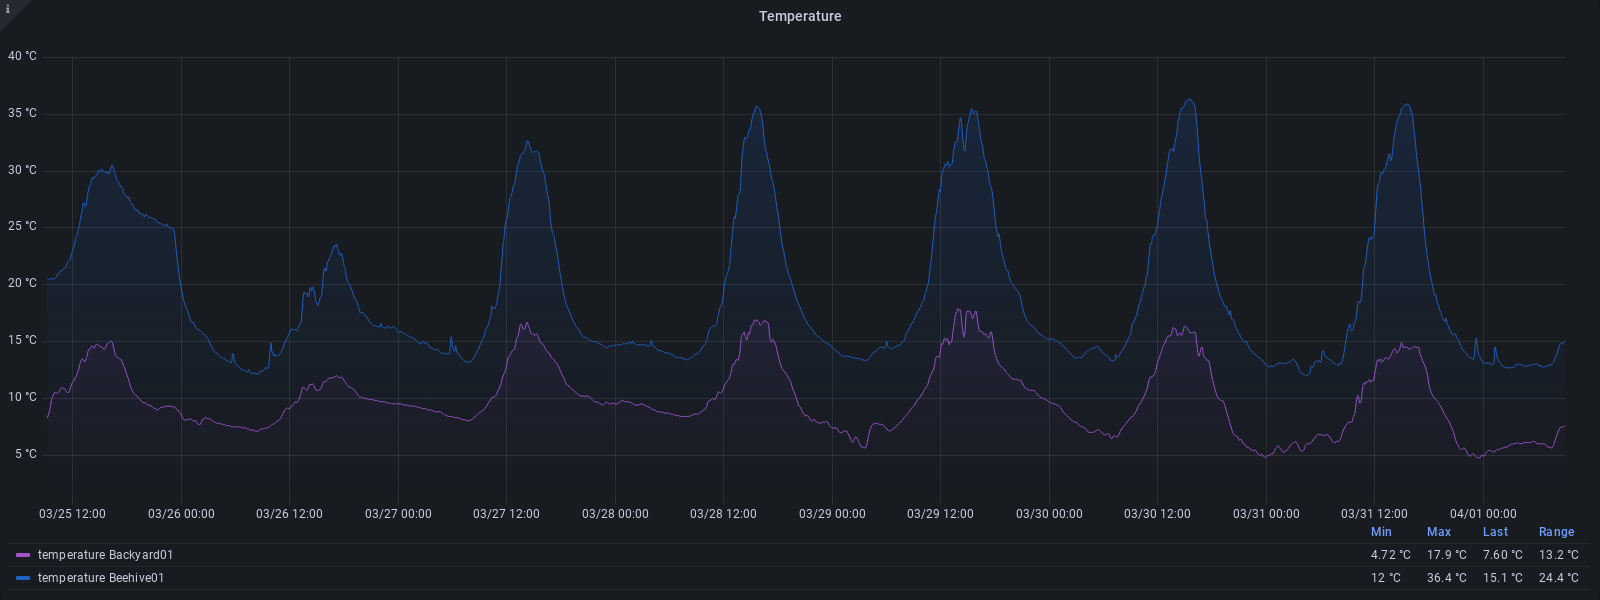 i
Temperature
40 °C
35 °C
30 °C
25 °C
20 °C
15 °C
10 °C
5 °C
03/25 12:00 03/26 00:00 03/26 12:00 03/27 00:00 03/27 12:00 03/28 00:00 03/28 12:00 03/29 00:00 03/29 12:00 03/30 00:00 03/30 12:00 03/31 00:00 03/31 12:00 04/01 00:00
Min Max Last Range
temperature Backyard01 4.72 °C 17.9 °C 7.60 °C 13.2 °C
temperature Beehive01 12 °C 36.4 °C 15.1 °C 24.4 °C